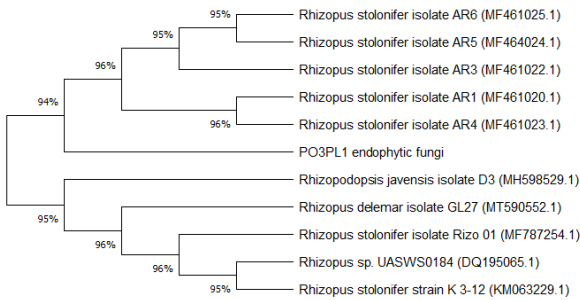 95%
Rhizopus stolonifer isolate AR6 (MF461025.1)
95%
Rhizopus stolonifer isolate AR5 (MF464024.1)
96%
Rhizopus stolonifer isolate AR3 (MF461022.1)
94%
Rhizopus stolonifer isolate AR1 (MF461020.1)
96%
Rhizopus stolonifer isolate AR4 (MF461023.1)
PO3PL1 endophytic fungi
Rhizopodopsis javensis isolate D3 (MH598529.1)
95%
Rhizopus delemar isolate GL27 (MT590552.1)
96%
Rhizopus stolonifer isolate Rizo 01 (MF787254.1)
96%
Rhizopus sp. UASWS0184 (DQ195065.1)
95%
Rhizopus stolonifer strain K 3-12 (KM063229.1)